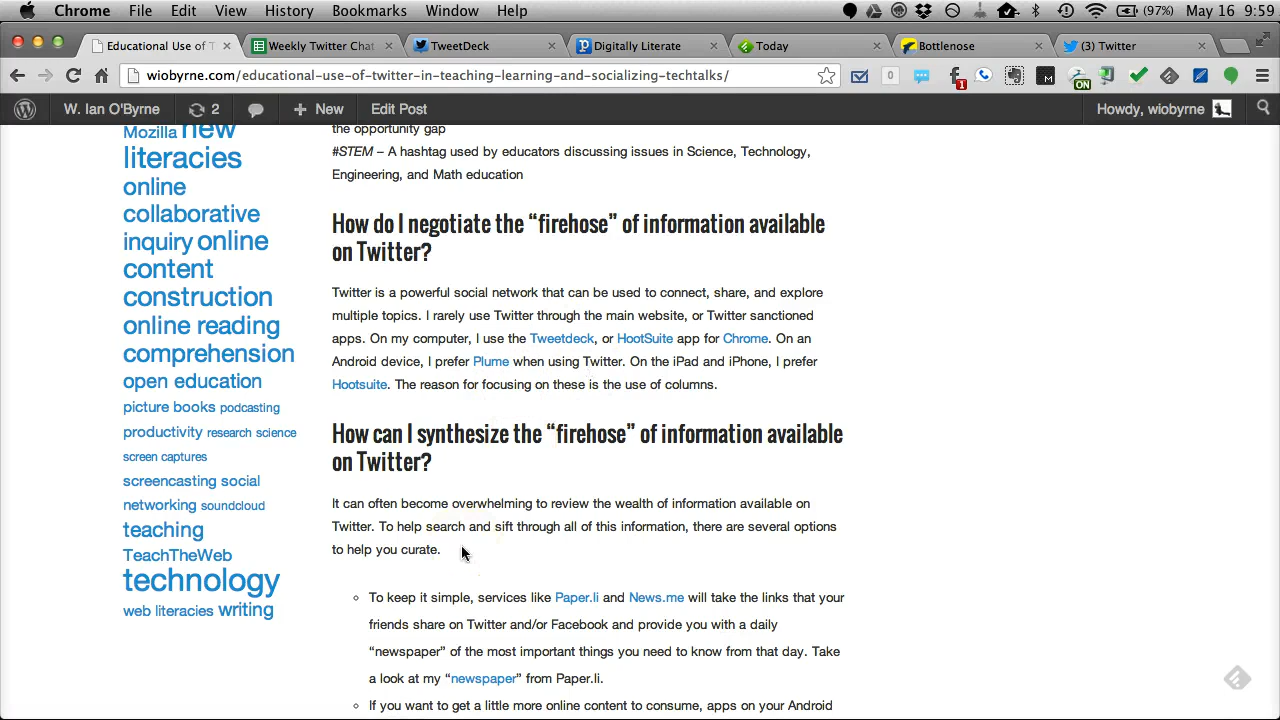 Chrome File Edit View History Bookmarks Window Help (97%) May 16 9:59
Educational Use of T Weekly Twitter Chat TweetDeck Digitally Literate Today Bottlenose (3) Twitter
wiobyrne.com/educational-use-of-twitter-in-teaching-learning-and-socializing-techtalks/ 0 1 M ON
W. Ian O'Byrne 2 New Edit Post Howdy, wiobyrne
Mozilla new
literacies
online
collaborative
inquiry online
content
construction
online reading
comprehension
open education
picture books podcasting
productivity research science
screen captures
screencasting social
networking soundcloud
teaching
TeachTheWeb
technology
web literacies writing
the opportunity gap
#STEM – A hashtag used by educators discussing issues in Science, Technology,
Engineering, and Math education
How do I negotiate the “firehose” of information available
on Twitter?
Twitter is a powerful social network that can be used to connect, share, and explore
multiple topics. I rarely use Twitter through the main website, or Twitter sanctioned
apps. On my computer, I use the Tweetdeck, or HootSuite app for Chrome. On an
Android device, I prefer Plume when using Twitter. On the iPad and iPhone, I prefer
Hootsuite. The reason for focusing on these is the use of columns.
How can I synthesize the “firehose” of information available
on Twitter?
It can often become overwhelming to review the wealth of information available on
Twitter. To help search and sift through all of this information, there are several options
to help you curate.
To keep it simple, services like Paper.li and News.me will take the links that your
friends share on Twitter and/or Facebook and provide you with a daily
“newspaper” of the most important things you need to know from that day. Take
a look at my “newspaper” from Paper.li.
If you want to get a little more online content to consume, apps on your Android